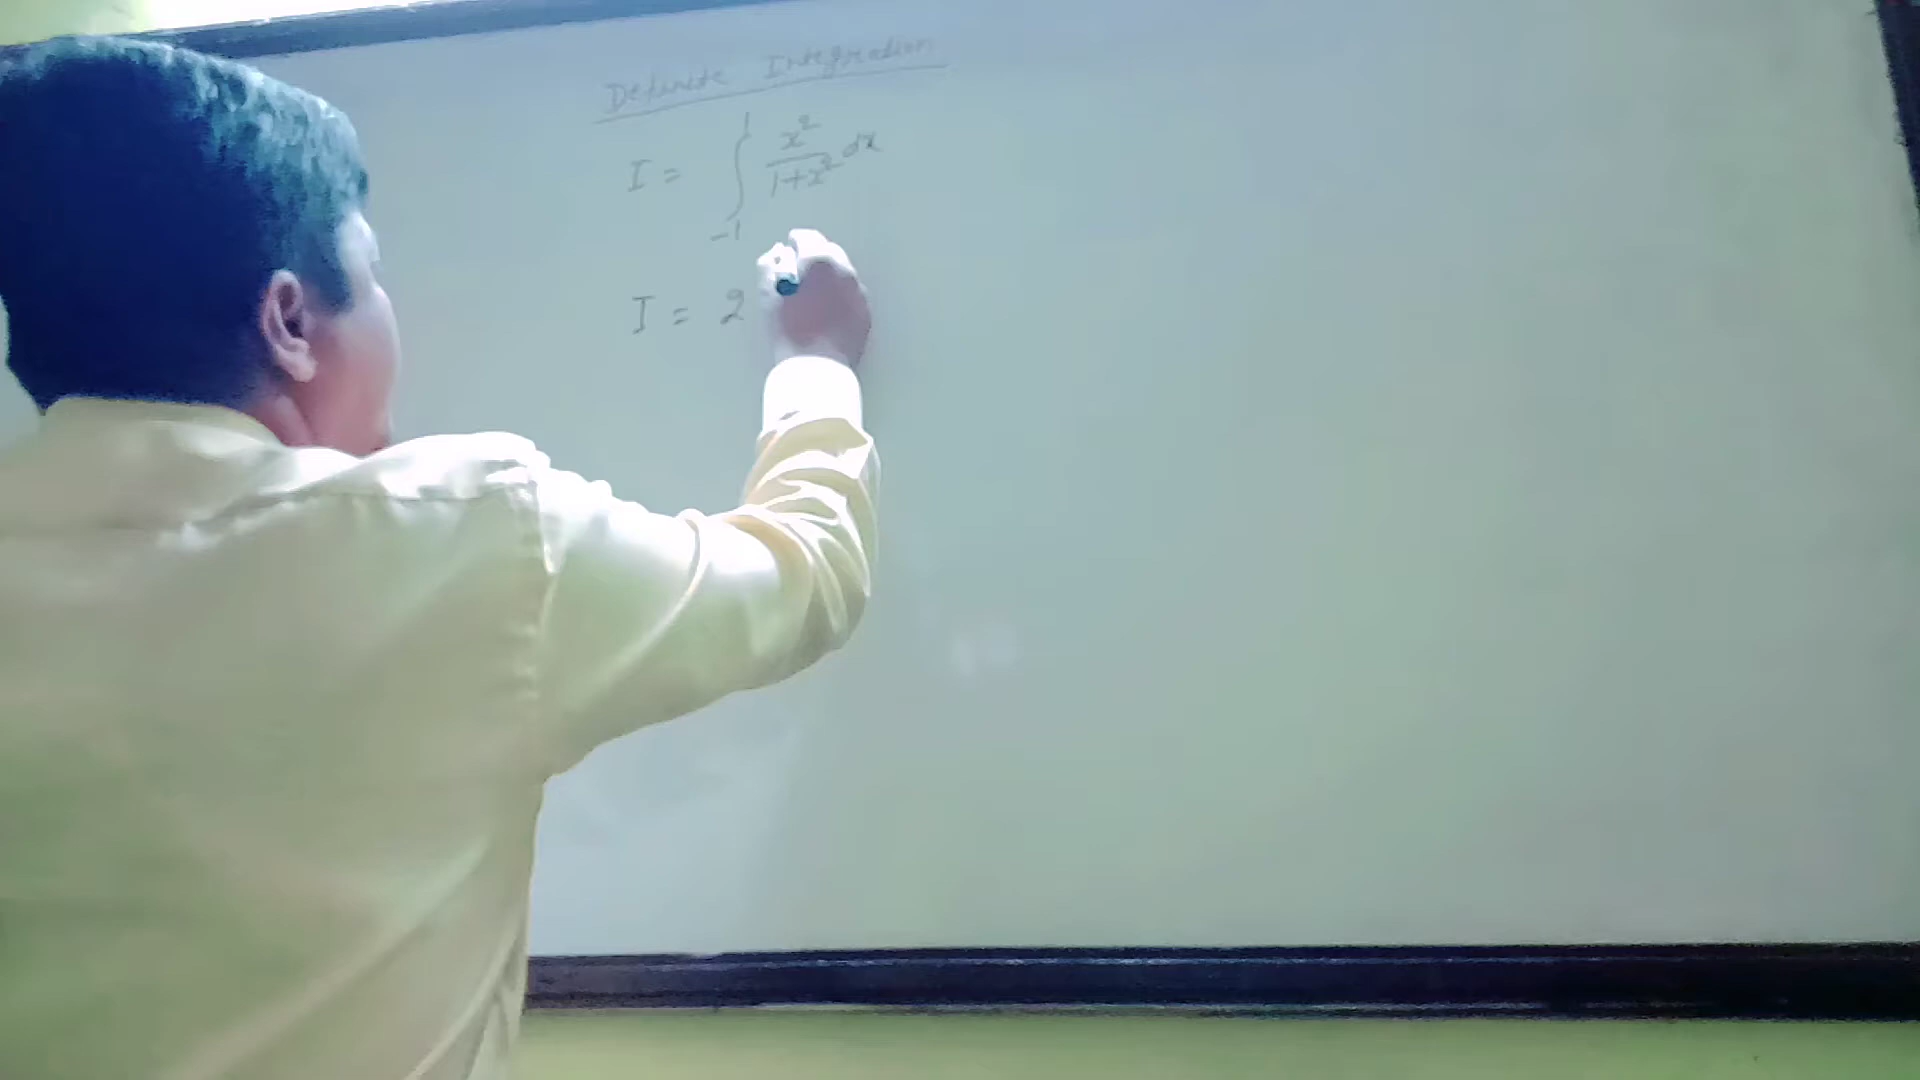 Definite Integration
I = ∫₋₁¹ x²/(1+x²) dx
I = 2